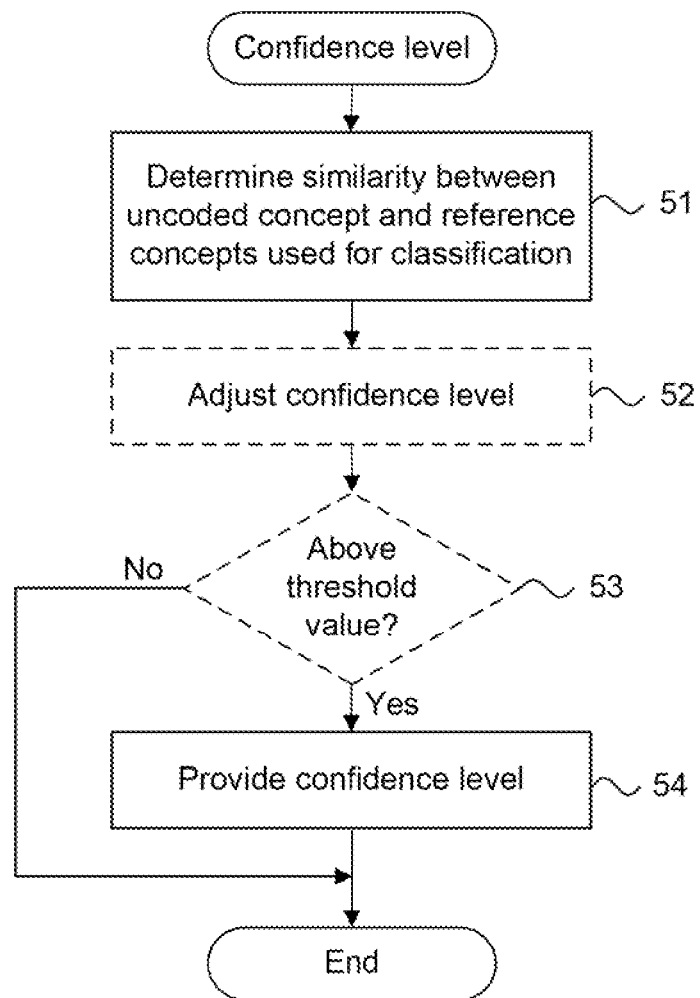 Confidence level
Determine similarity between
uncoded concept and reference
concepts used for classification
51
Adjust confidence level
52
Above
threshold
value?
No
53
Yes
Provide confidence level
54
End